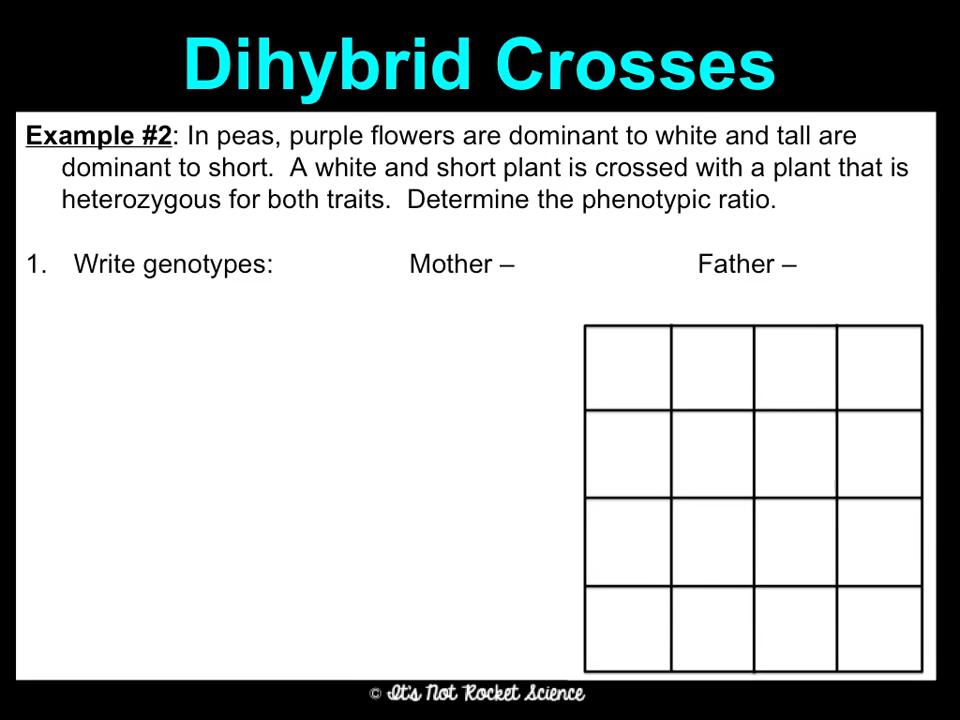 Dihybrid Crosses
Example #2: In peas, purple flowers are dominant to white and tall are
dominant to short.  A white and short plant is crossed with a plant that is
heterozygous for both traits.  Determine the phenotypic ratio.
1. Write genotypes: Mother – Father –
© It's Not Rocket Science